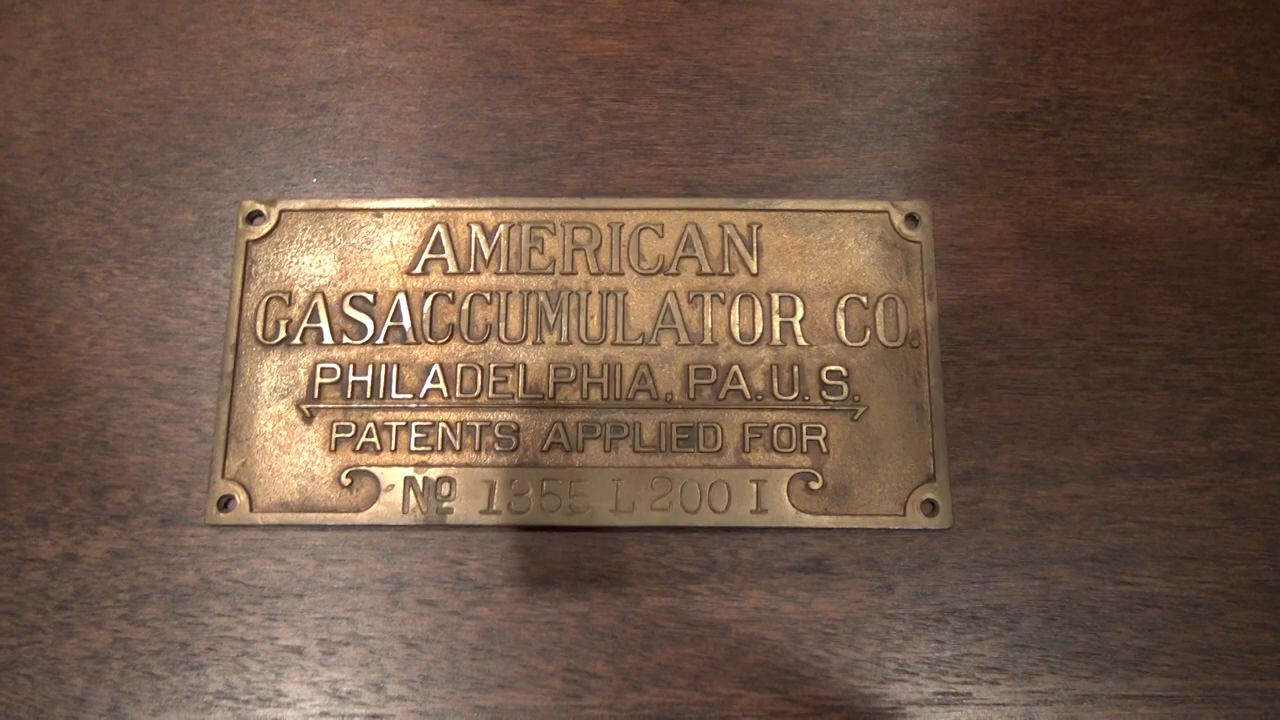 AMERICAN
GASACCUMULATOR CO.
PHILADELPHIA, PA. U. S.
PATENTS APPLIED FOR
No 1355 L 200 I